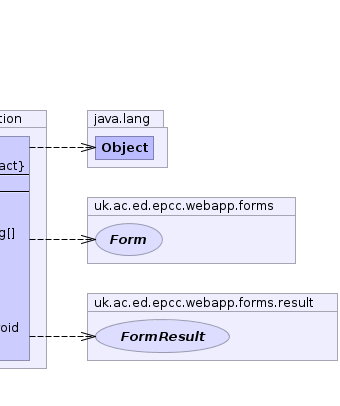 tion
java.lang
Object
act}
uk.ac.ed.epcc.webapp.forms
g[]
Form
uk.ac.ed.epcc.webapp.forms.result
oid
FormResult